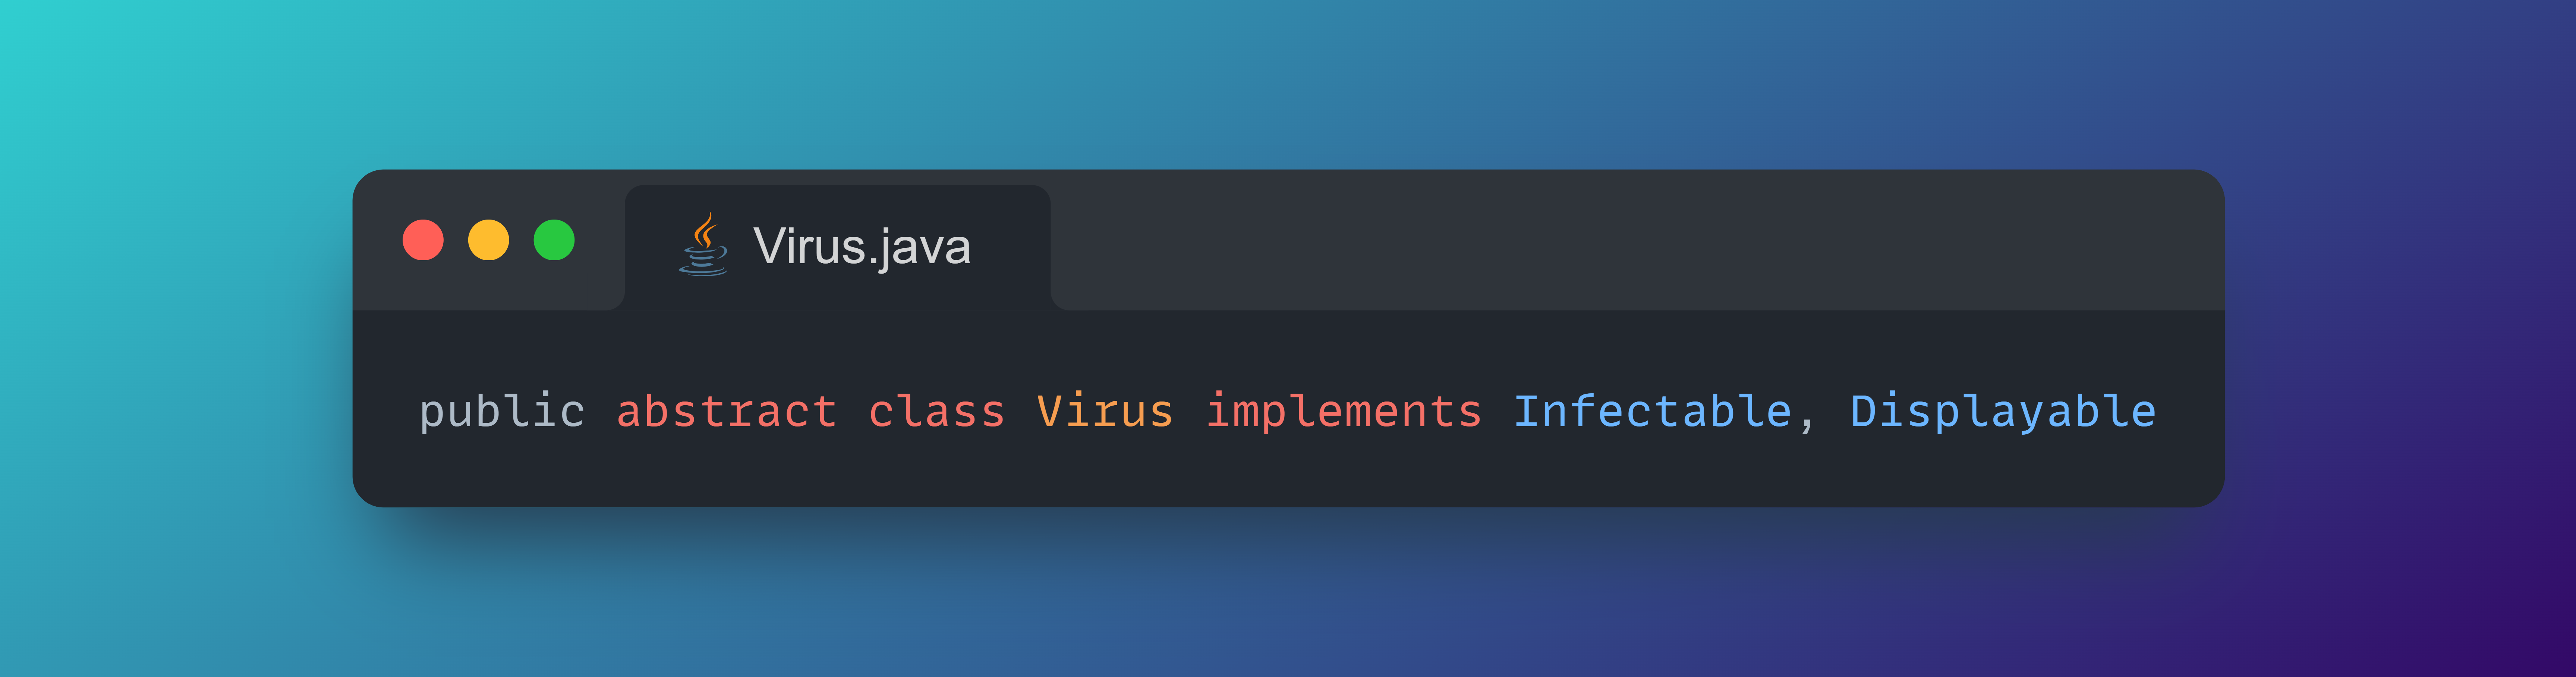 Virus.java
public abstract class Virus implements Infectable, Displayable